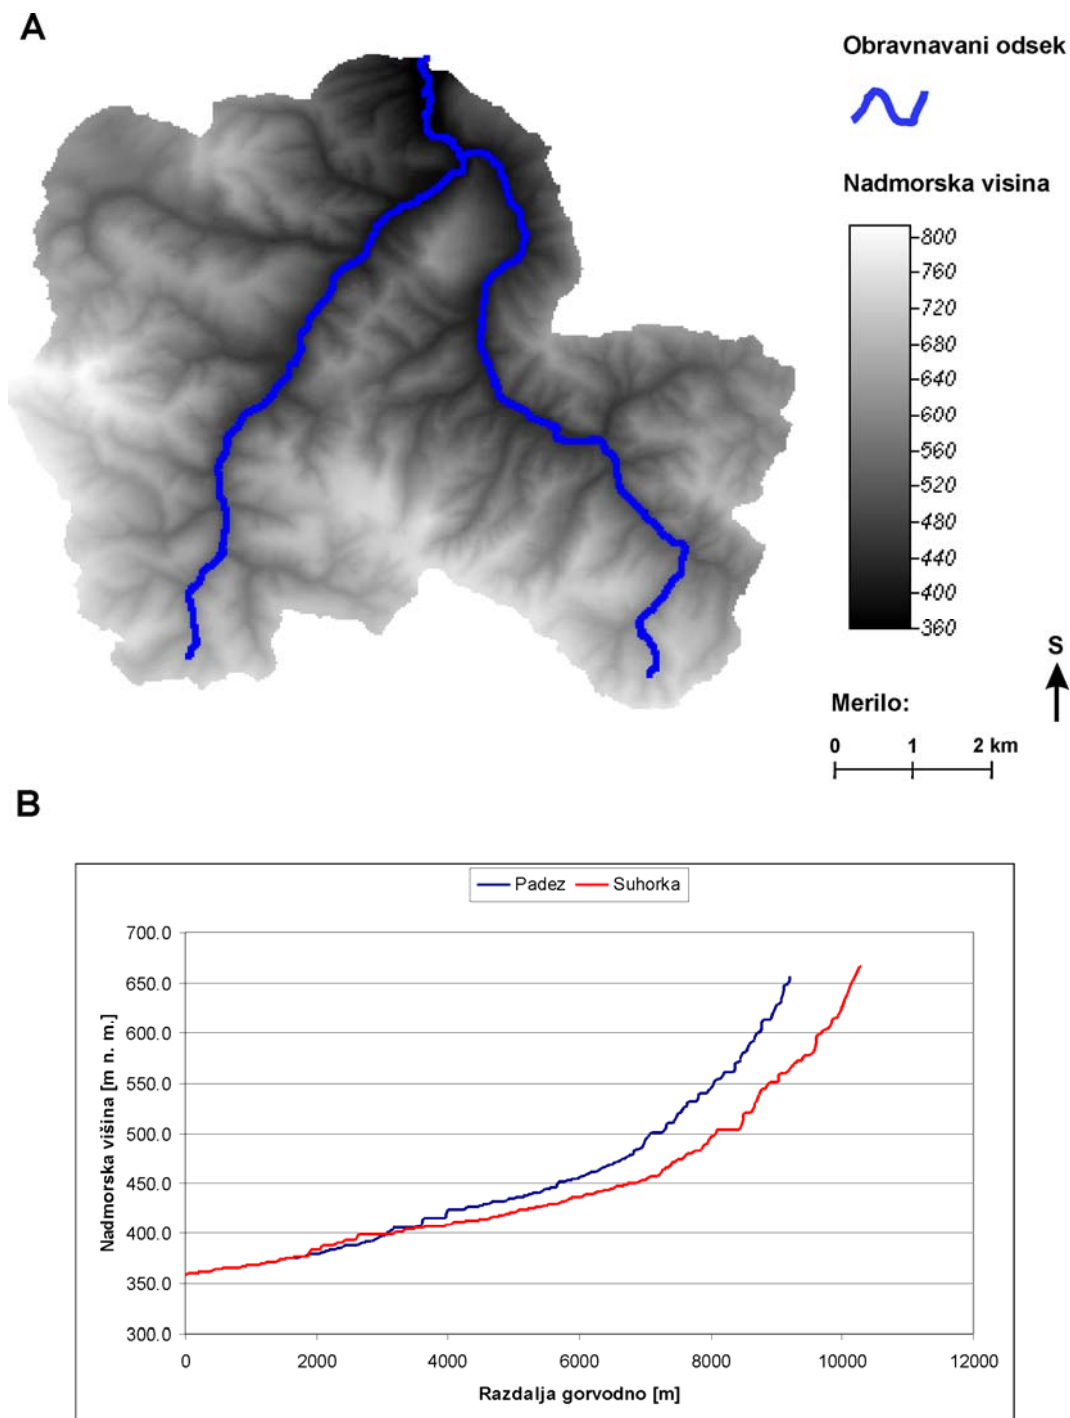 A
Obravnavani odsek
Nadmorska visina
800
760
720
680
640
600
560
520
480
440
400
360
S
Merilo:
0 1 2 km
B
Padez Suhorka
700.0
650.0
600.0
550.0
500.0
450.0
400.0
350.0
300.0
Nadmorska višina [m n. m.]
0 2000 4000 6000 8000 10000 12000
Razdalja gorvodno [m]